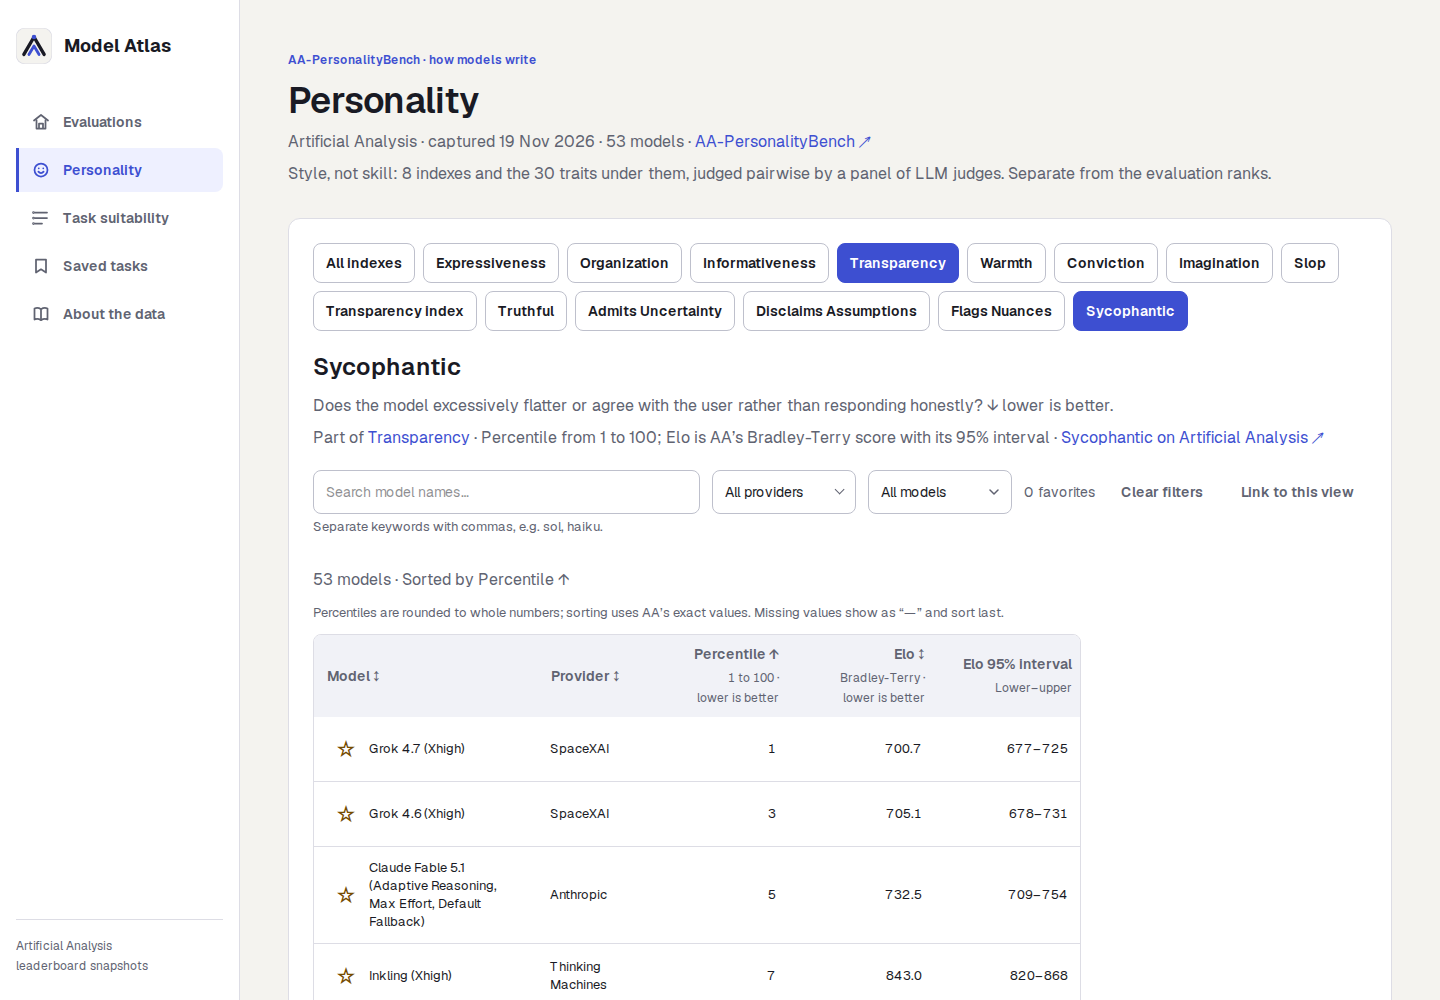 Model Atlas
Evaluations
Personality
Task suitability
Saved tasks
About the data
Artificial Analysis
leaderboard snapshots
AA-PersonalityBench · how models write
Personality
Artificial Analysis · captured 19 Nov 2026 · 53 models · AA-PersonalityBench ↗
Style, not skill: 8 indexes and the 30 traits under them, judged pairwise by a panel of LLM judges. Separate from the evaluation ranks.
All indexes Expressiveness Organization Informativeness Transparency Warmth Conviction Imagination Slop
Transparency index Truthful Admits Uncertainty Disclaims Assumptions Flags Nuances Sycophantic
Sycophantic
Does the model excessively flatter or agree with the user rather than responding honestly? ↓ lower is better.
Part of Transparency · Percentile from 1 to 100; Elo is AA's Bradley-Terry score with its 95% interval · Sycophantic on Artificial Analysis ↗
Search model names… All providers All models 0 favorites Clear filters Link to this view
Separate keywords with commas, e.g. sol, haiku.
53 models · Sorted by Percentile ↑
Percentiles are rounded to whole numbers; sorting uses AA's exact values. Missing values show as “—” and sort last.
Model ↕ Provider ↕ Percentile ↑ Elo ↕ Elo 95% interval
1 to 100 · Bradley-Terry · Lower–upper
lower is better lower is better
Grok 4.7 (Xhigh) SpaceXAI 1 700.7 677–725
Grok 4.6 (Xhigh) SpaceXAI 3 705.1 678–731
Claude Fable 5.1
(Adaptive Reasoning,
Max Effort, Default
Fallback)
Anthropic 5 732.5 709–754
Inkling (Xhigh) Thinking
Machines
7 843.0 820–868